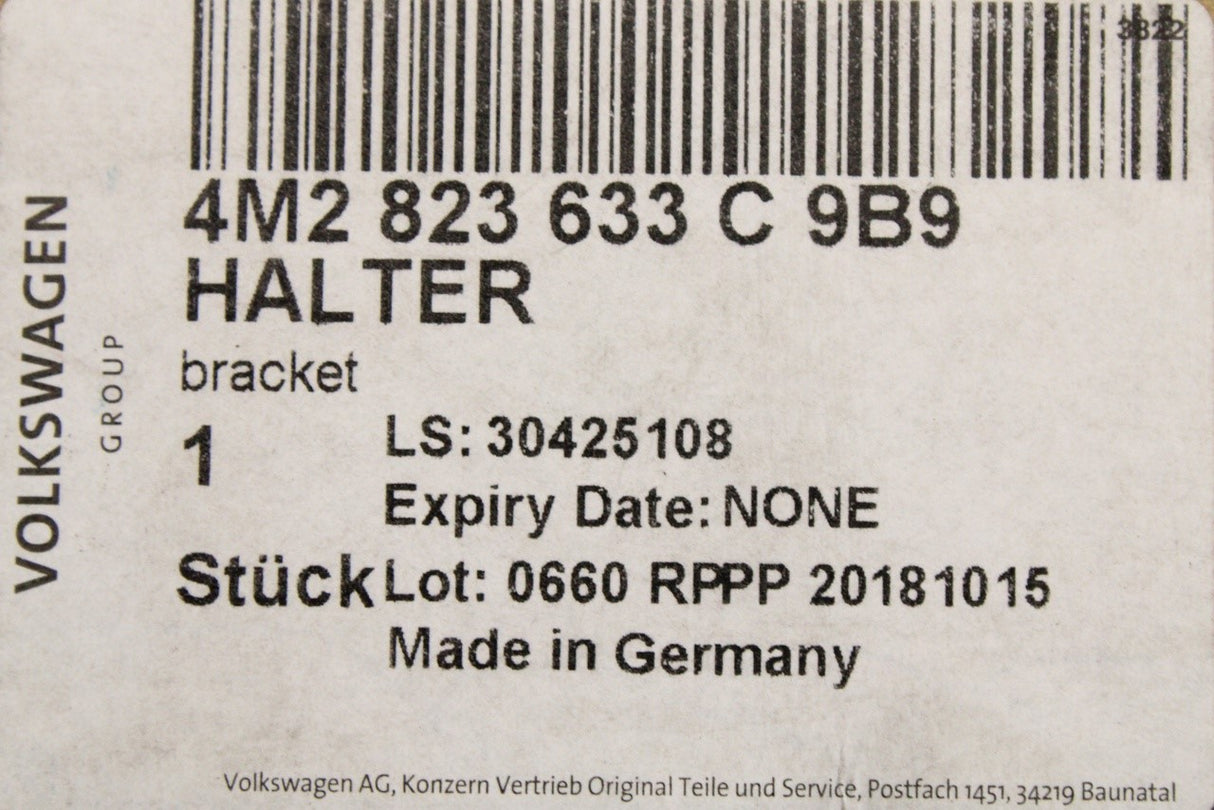 3822
4M2 823 633 C 9B9
HALTER
bracket
1
LS: 30425108
Expiry Date: NONE
Stück
Lot: 0660 RPPP 20181015
Made in Germany
VOLKSWAGEN
GROUP
Volkswagen AG, Konzern Vertrieb Original Teile und Service, Postfach 1451, 34219 Baunatal